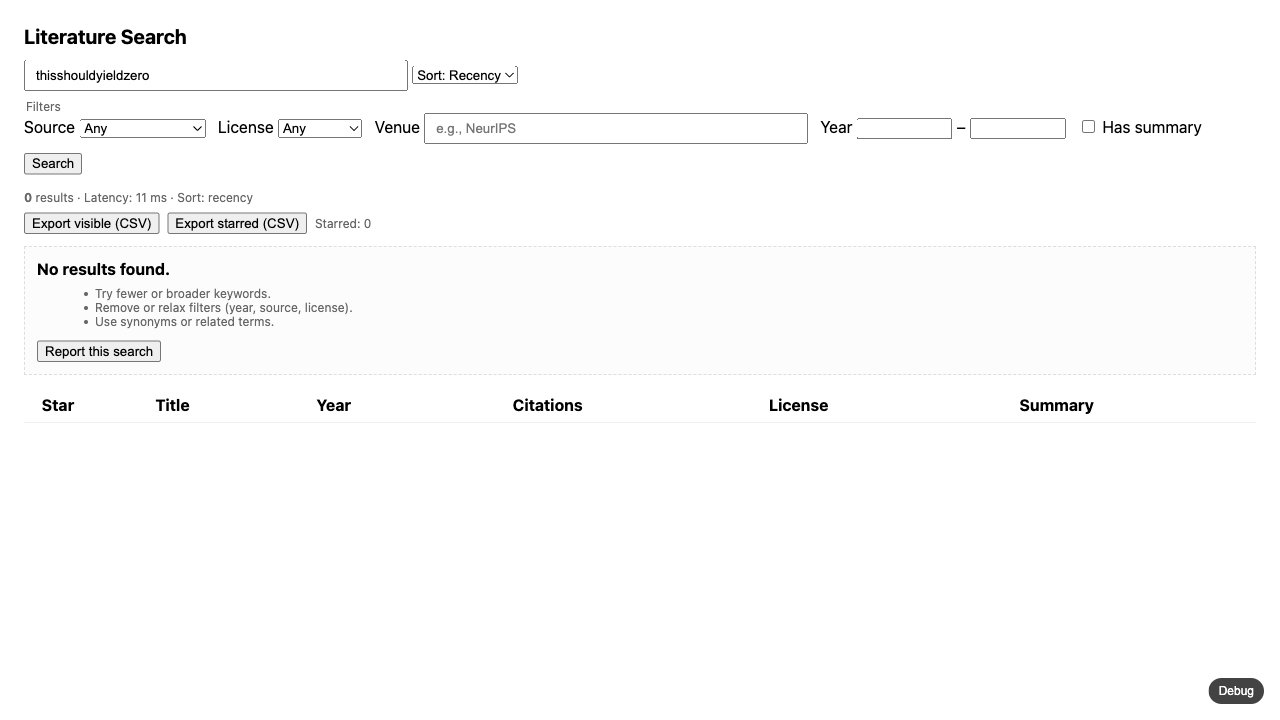 Literature Search
thisshouldyieldzero Sort: Recency
Filters
Source Any License Any Venue e.g., NeurIPS Year – Has summary
Search
0 results · Latency: 11 ms · Sort: recency
Export visible (CSV) Export starred (CSV) Starred: 0
No results found.
• Try fewer or broader keywords.
• Remove or relax filters (year, source, license).
• Use synonyms or related terms.
Report this search
Star Title Year Citations License Summary
Debug